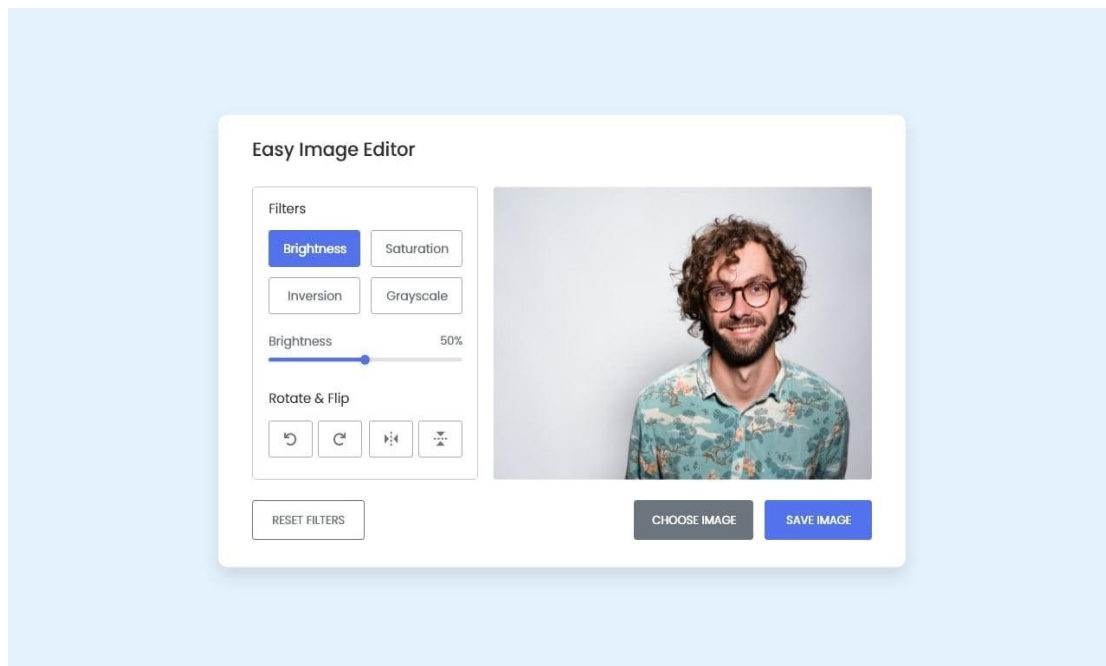 Easy Image Editor
Filters
Brightness Saturation
Inversion Grayscale
Brightness 50%
Rotate & Flip
RESET FILTERS CHOOSE IMAGE SAVE IMAGE